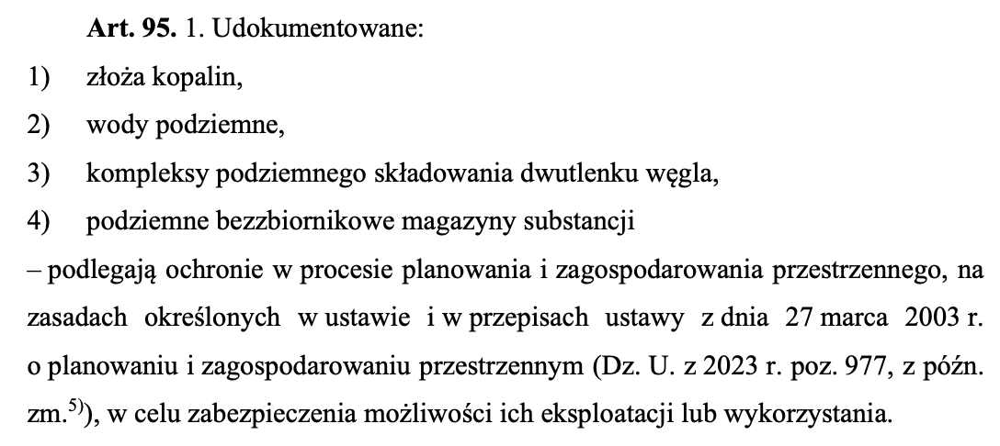 Art. 95. 1. Udokumentowane:
1) złoża kopalin,
2) wody podziemne,
3) kompleksy podziemnego składowania dwutlenku węgla,
4) podziemne bezzbiornikowe magazyny substancji
– podlegają ochronie w procesie planowania i zagospodarowania przestrzennego, na
zasadach określonych w ustawie i w przepisach ustawy z dnia 27 marca 2003 r.
o planowaniu i zagospodarowaniu przestrzennym (Dz. U. z 2023 r. poz. 977, z późn.
zm.5)), w celu zabezpieczenia możliwości ich eksploatacji lub wykorzystania.